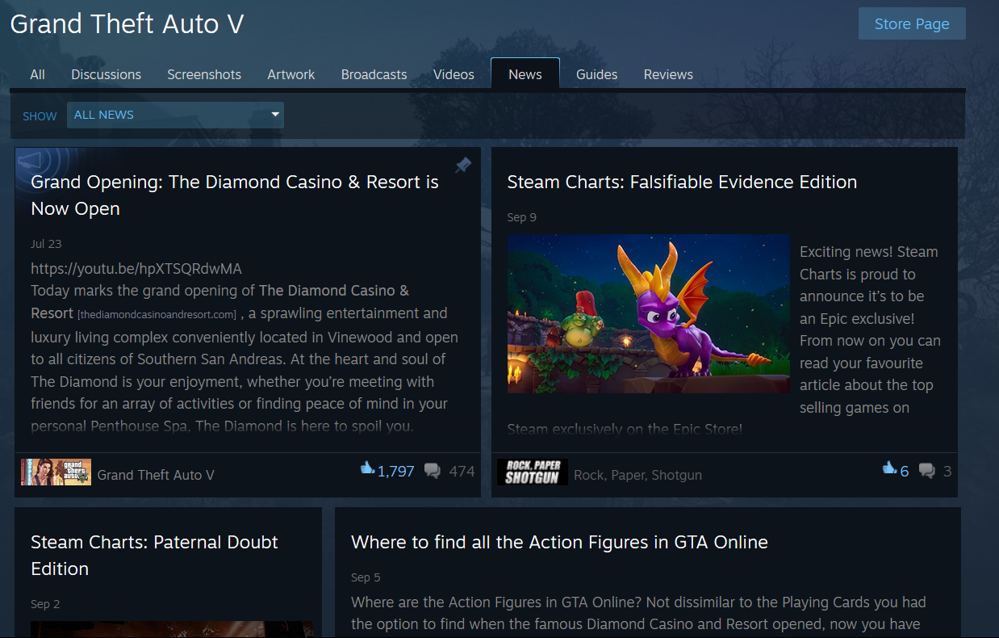 Grand Theft Auto V
Store Page
All
Discussions
Screenshots
Artwork
Broadcasts
Videos
News
Guides
Reviews
SHOW
ALL NEWS
Grand Opening: The Diamond Casino & Resort is
Now Open
Jul 23
https://youtu.be/hpXTSQRdwMA
Today marks the grand opening of The Diamond Casino &
Resort [thediamondcasinoandresort.com] , a sprawling entertainment and
luxury living complex conveniently located in Vinewood and open
to all citizens of Southern San Andreas. At the heart and soul of
The Diamond is your enjoyment, whether you’re meeting with
friends for an array of activities or finding peace of mind in your
personal Penthouse Spa, The Diamond is here to spoil you.
grand
theft
auto
Grand Theft Auto V
1,797
474
Steam Charts: Falsifiable Evidence Edition
Sep 9
Exciting news! Steam
Charts is proud to
announce it’s to be
an Epic exclusive!
From now on you can
read your favourite
article about the top
selling games on
Steam exclusively on the Epic Store!
ROCK, PAPER
SHOTGUN
Rock, Paper, Shotgun
6
3
Steam Charts: Paternal Doubt
Edition
Sep 2
Where to find all the Action Figures in GTA Online
Sep 5
Where are the Action Figures in GTA Online? Not dissimilar to the Playing Cards you had
the option to find when the famous Diamond Casino and Resort opened, now you have